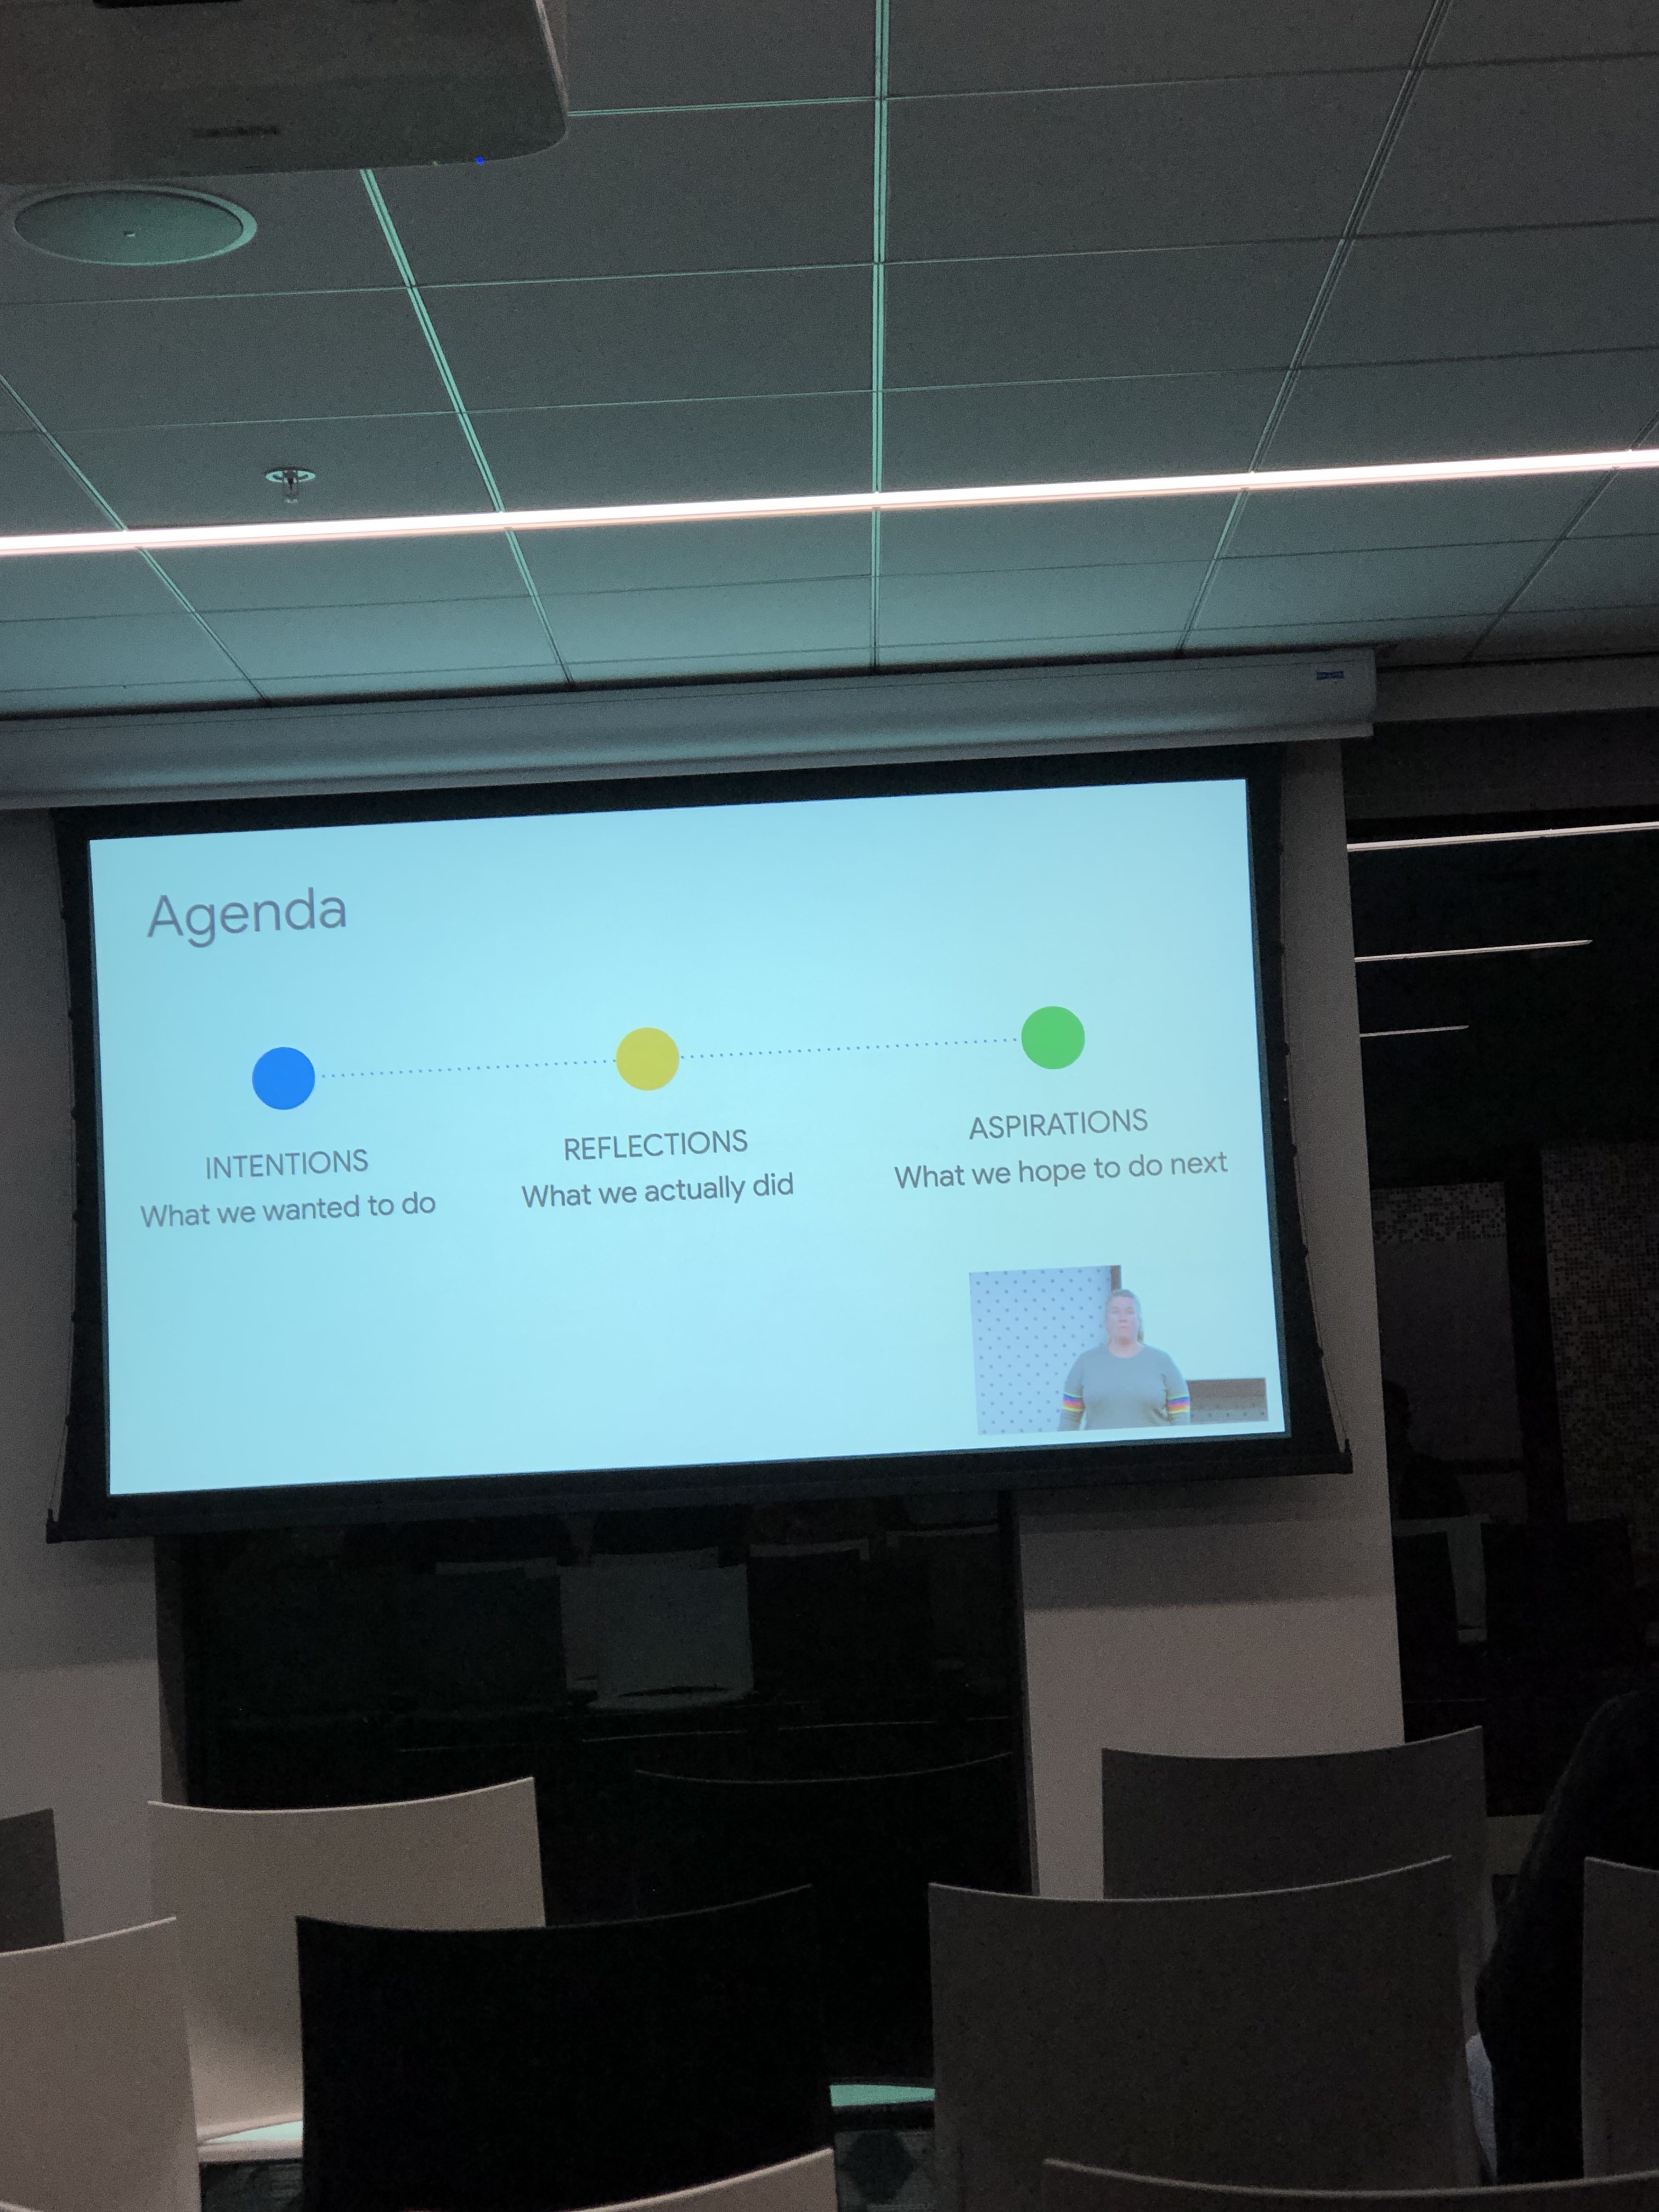 Agenda
INTENTIONS
What we wanted to do
REFLECTIONS
What we actually did
ASPIRATIONS
What we hope to do next